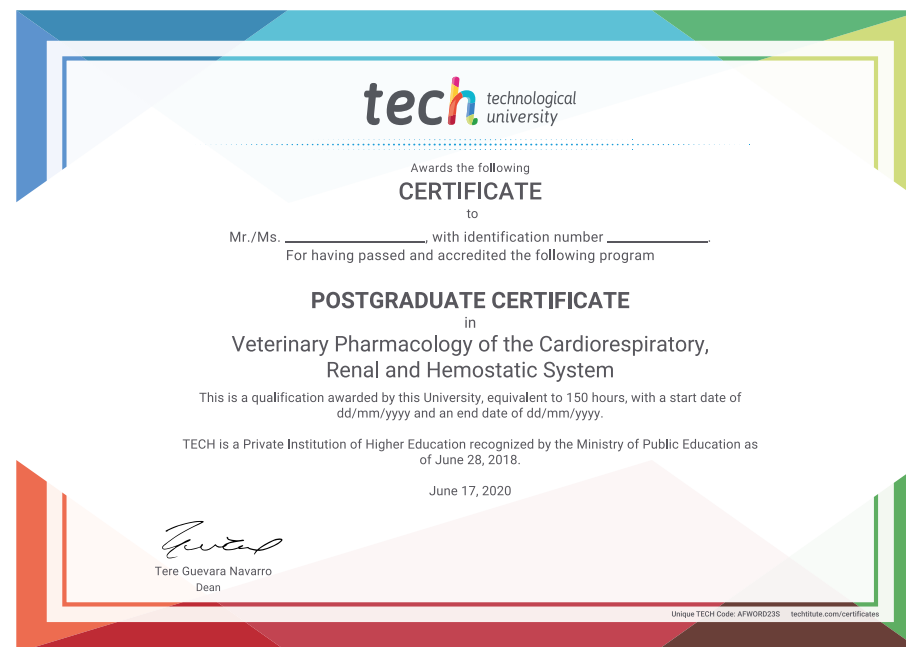 tech technological
university
Awards the following
CERTIFICATE
to
Mr./Ms. ________________, with identification number ____________.
For having passed and accredited the following program
POSTGRADUATE CERTIFICATE
in
Veterinary Pharmacology of the Cardiorespiratory,
Renal and Hemostatic System
This is a qualification awarded by this University, equivalent to 150 hours, with a start date of
dd/mm/yyyy and an end date of dd/mm/yyyy.
TECH is a Private Institution of Higher Education recognized by the Ministry of Public Education as
of June 28, 2018.
June 17, 2020
Tere Guevara Navarro
Dean
Unique TECH Code: AFWORD23S techtitute.com/certificates